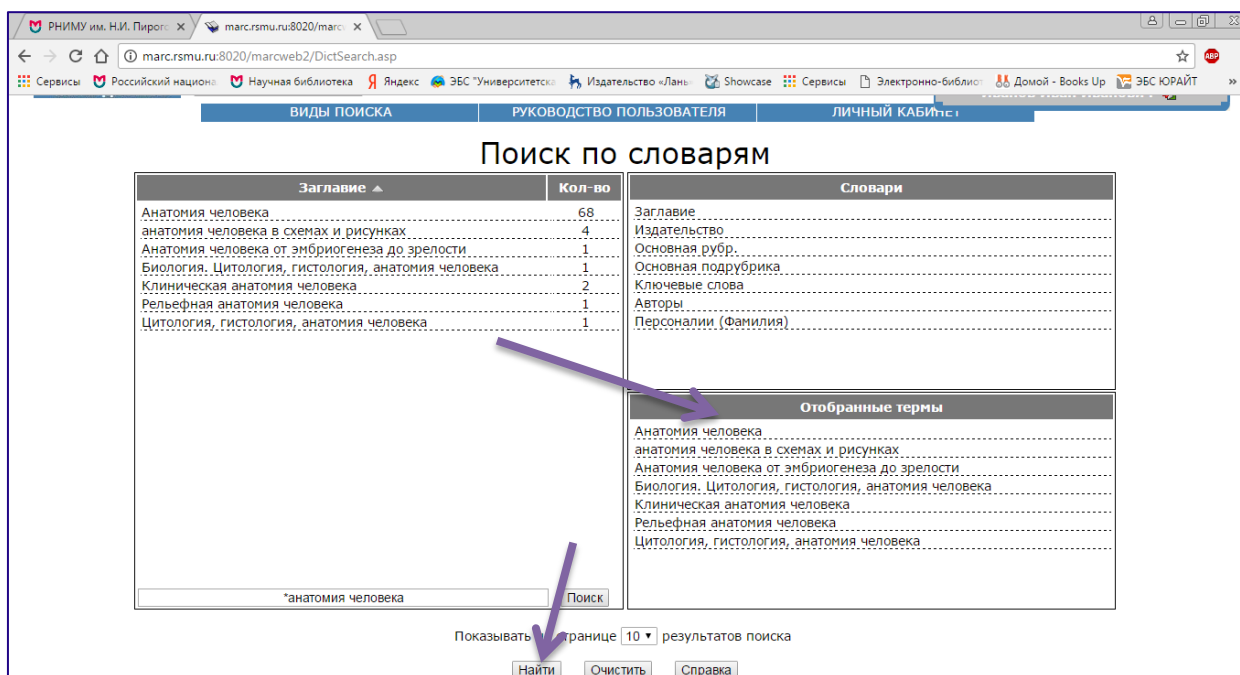 РНИМУ им. Н.И. Пирог
marc.rsmu.ru:8020/marc
marc.rsmu.ru:8020/marcweb2/DictSearch.asp
ABP
Сервисы Российский национа Научная библиотека Яндекс ЭБС "Университетска Издательство «Лань Showcase Сервисы Электронно-библиот Домой - Books Up ЭБС ЮРАЙТ »
ВИДЫ ПОИСКА РУКОВОДСТВО ПОЛЬЗОВАТЕЛЯ ЛИЧНЫЙ КАБИНЕТ
Поиск по словарям
Заглавие Кол-во
Анатомия человека 68
анатомия человека в схемах и рисунках 4
Анатомия человека от эмбриогенеза до зрелости 1
Биология. Цитология, гистология, анатомия человека 1
Клиническая анатомия человека 2
Рельефная анатомия человека 1
Цитология, гистология, анатомия человека 1
*анатомия человека Поиск
Словари
Заглавие
Издательство
Основная рубр.
Основная подрубрика
Ключевые слова
Авторы
Персоналии (Фамилия)
Отобранные термы
Анатомия человека
анатомия человека в схемах и рисунках
Анатомия человека от эмбриогенеза до зрелости
Биология. Цитология, гистология, анатомия человека
Клиническая анатомия человека
Рельефная анатомия человека
Цитология, гистология, анатомия человека
Показывать странице 10 результатов поиска
Найти Очистить Справка